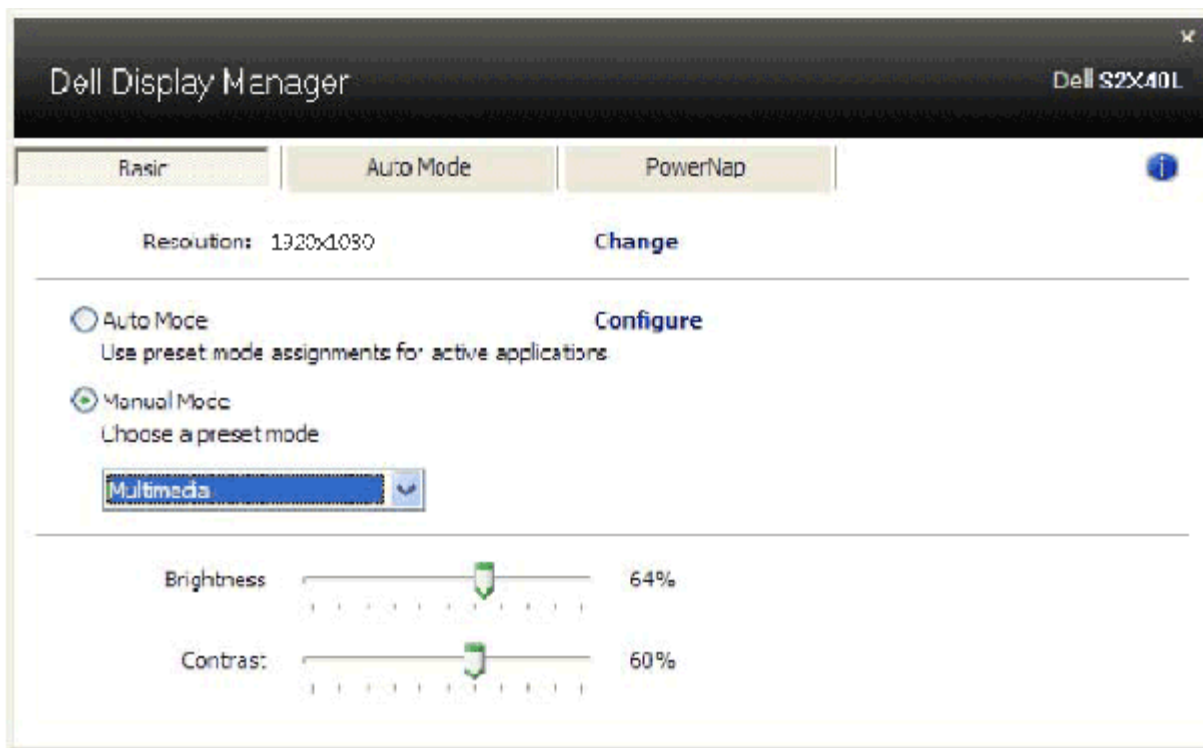 Dell Display Manager
Dell S2X40L
Basic
Auto Mode
PowerNap
Resolution: 1920x1080
Change
Auto Mode
Configure
Use preset mode assignments for active applications
Manual Mode
Choose a preset mode
Multimedia
Brightness
64%
Contrast
60%